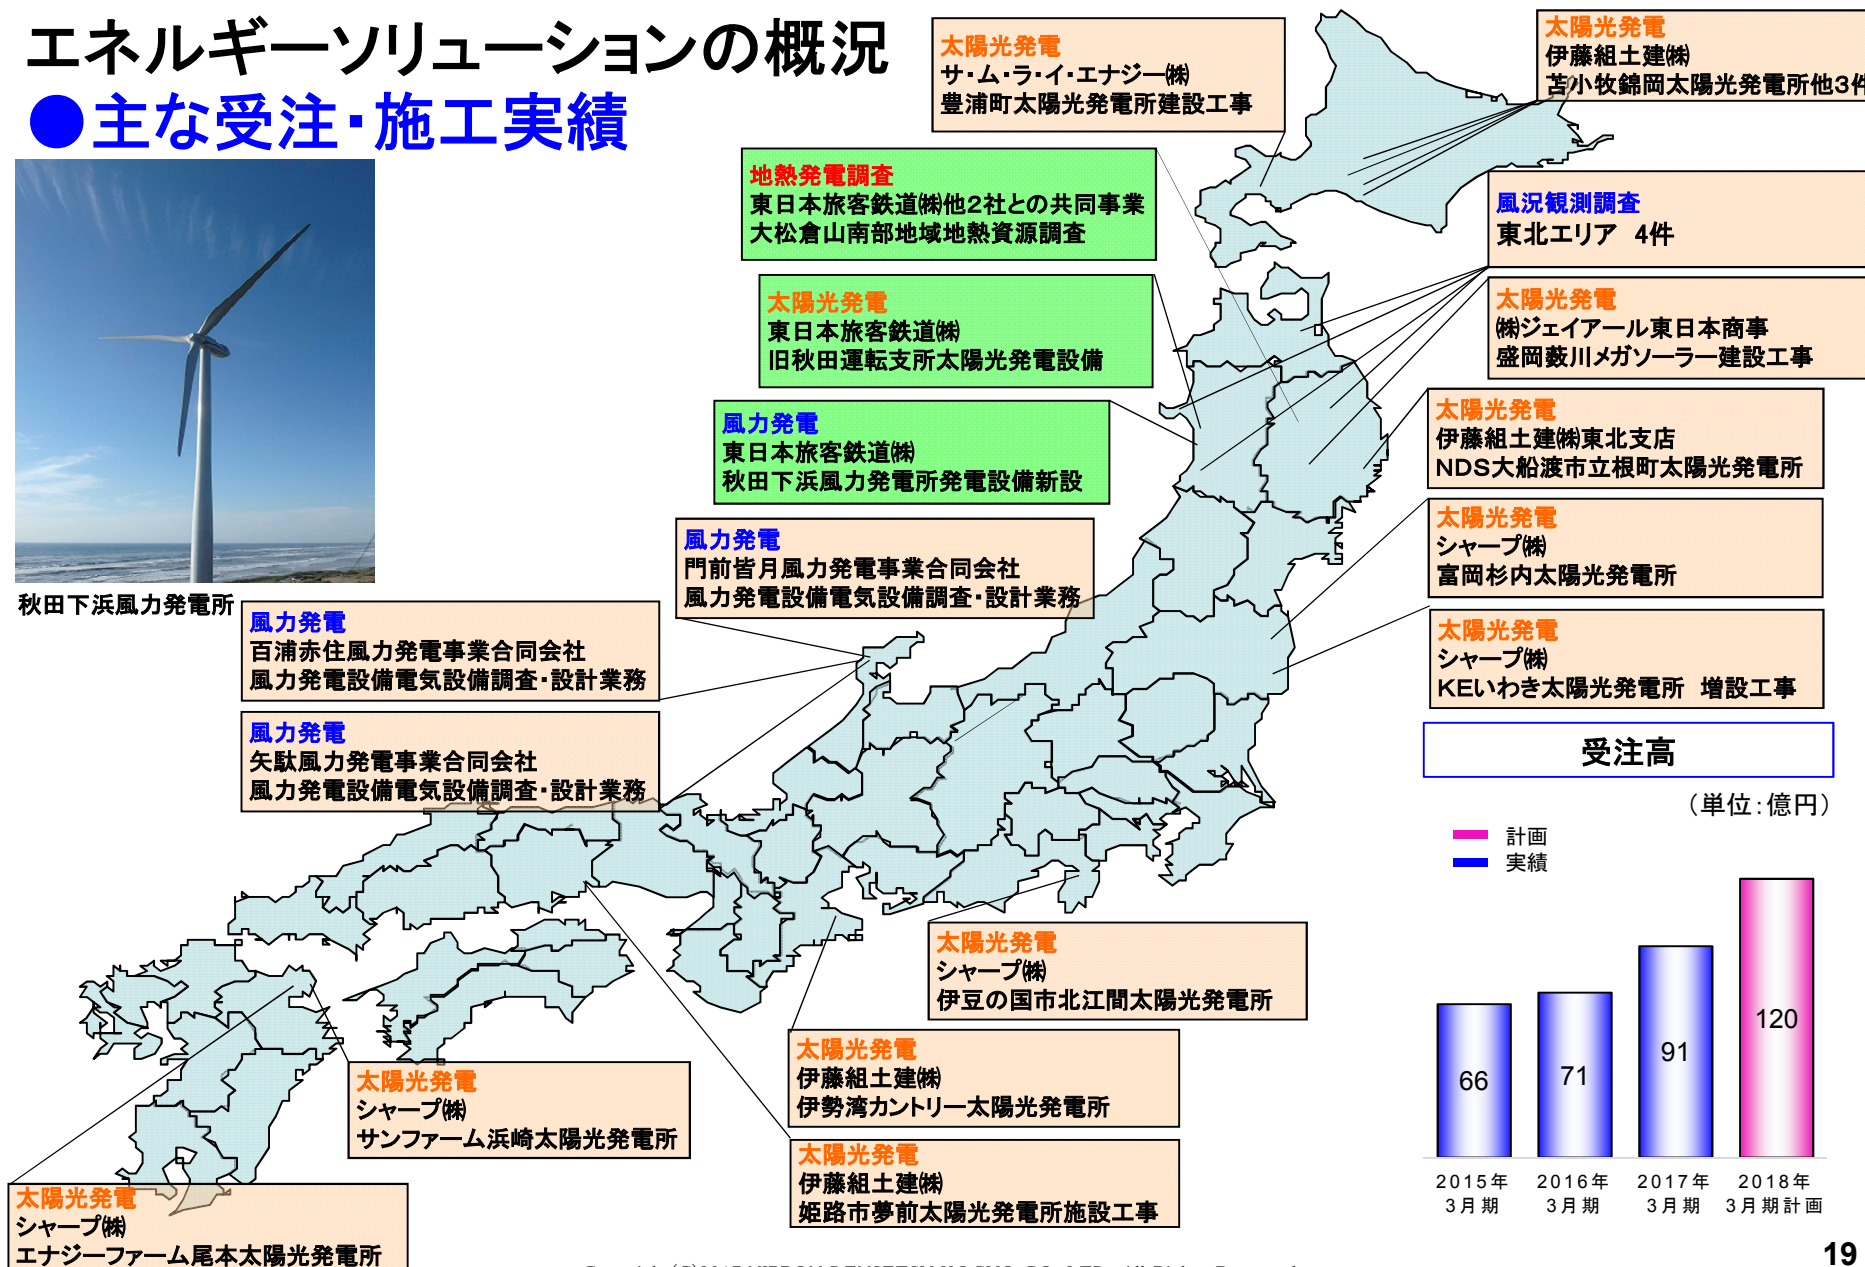 エネルギーソリューションの概況
●主な受注・施工実績
太陽光発電
サ・ム・ラ・イ・エナジー㈱
豊浦町太陽光発電所建設工事
太陽光発電
伊藤組土建㈱
苫小牧錦岡太陽光発電所他3件
地熱発電調査
東日本旅客鉄道㈱他2社との共同事業
大松倉山南部地域地熱資源調査
風況観測調査
東北エリア 4件
太陽光発電
東日本旅客鉄道㈱
旧秋田運転支所太陽光発電設備
太陽光発電
㈱ジェイアール東日本商事
盛岡薮川メガソーラー建設工事
風力発電
東日本旅客鉄道㈱
秋田下浜風力発電所発電設備新設
太陽光発電
伊藤組土建㈱東北支店
NDS大船渡市立根町太陽光発電所
風力発電
門前皆月風力発電事業合同会社
風力発電設備電気設備調査・設計業務
太陽光発電
シャープ㈱
富岡杉内太陽光発電所
秋田下浜風力発電所
風力発電
百浦赤住風力発電事業合同会社
風力発電設備電気設備調査・設計業務
太陽光発電
シャープ㈱
KEいわき太陽光発電所 増設工事
風力発電
矢駄風力発電事業合同会社
風力発電設備電気設備調査・設計業務
受注高
（単位：億円）
計画
実績
66
71
91
120
2015年
3月期
2016年
3月期
2017年
3月期
2018年
3月期計画
太陽光発電
シャープ㈱
伊豆の国市北江間太陽光発電所
太陽光発電
伊藤組土建㈱
伊勢湾カントリー太陽光発電所
太陽光発電
シャープ㈱
サンファーム浜崎太陽光発電所
太陽光発電
伊藤組土建㈱
姫路市夢前太陽光発電所施設工事
太陽光発電
シャープ㈱
エナジーファーム尾本太陽光発電所
19